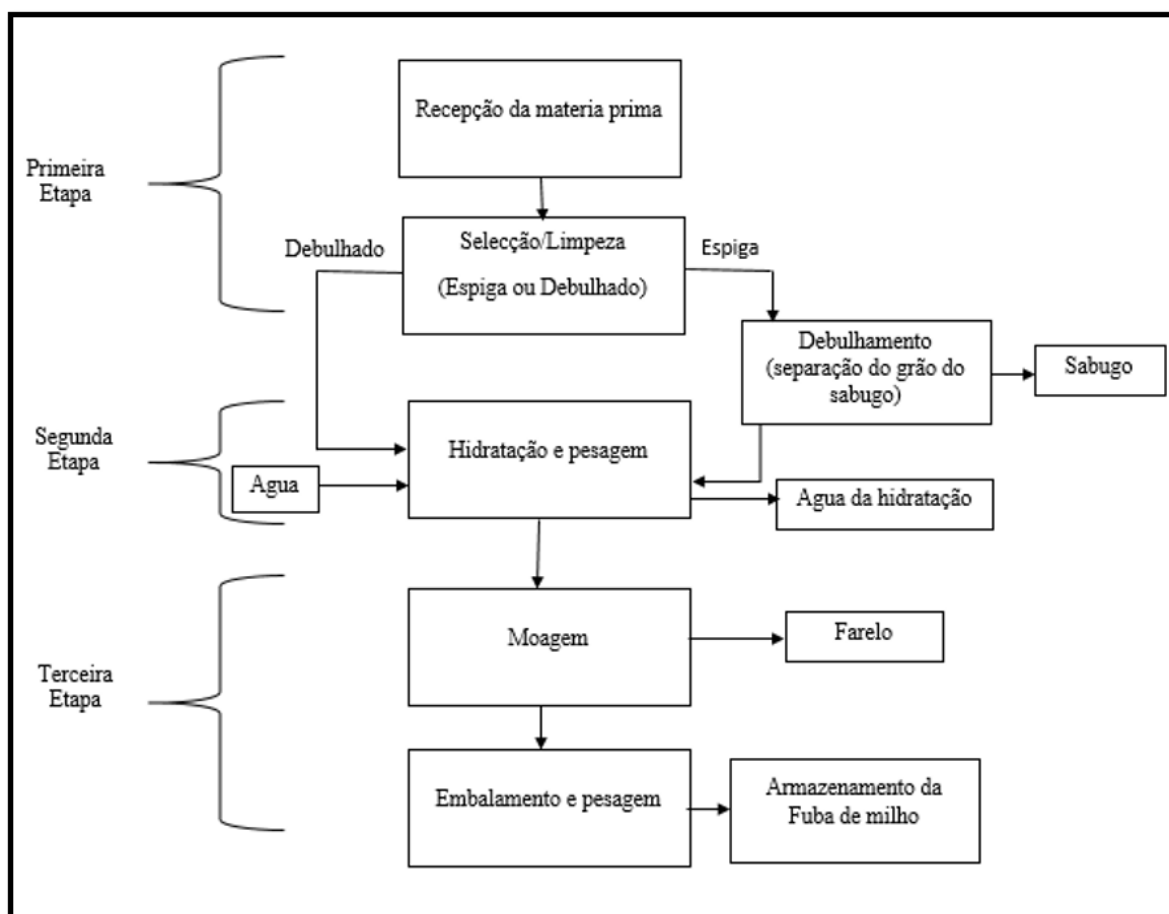 Recepção da materia prima
Primeira
Etapa
Debulhado
Selecção/Limpeza
(Espiga ou Debulhado)
Espiga
Debulhamento
(separação do grão do
sabugo)
Sabugo
Segunda
Etapa
Hidratação e pesagem
Agua
Agua da hidratação
Moagem
Farelo
Terceira
Etapa
Embalamento e pesagem
Armazenamento da
Fuba de milho